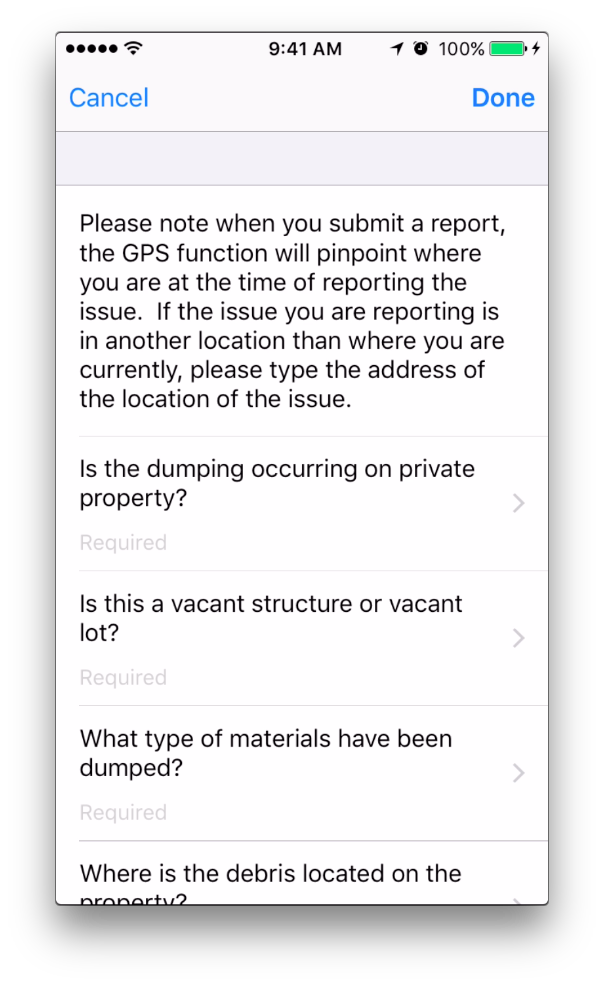 9:41 AM 100%
Cancel Done
Please note when you submit a report,
the GPS function will pinpoint where
you are at the time of reporting the
issue.  If the issue you are reporting is
in another location than where you are
currently, please type the address of
the location of the issue.
Is the dumping occurring on private
property?
Required
Is this a vacant structure or vacant
lot?
Required
What type of materials have been
dumped?
Required
Where is the debris located on the
property?